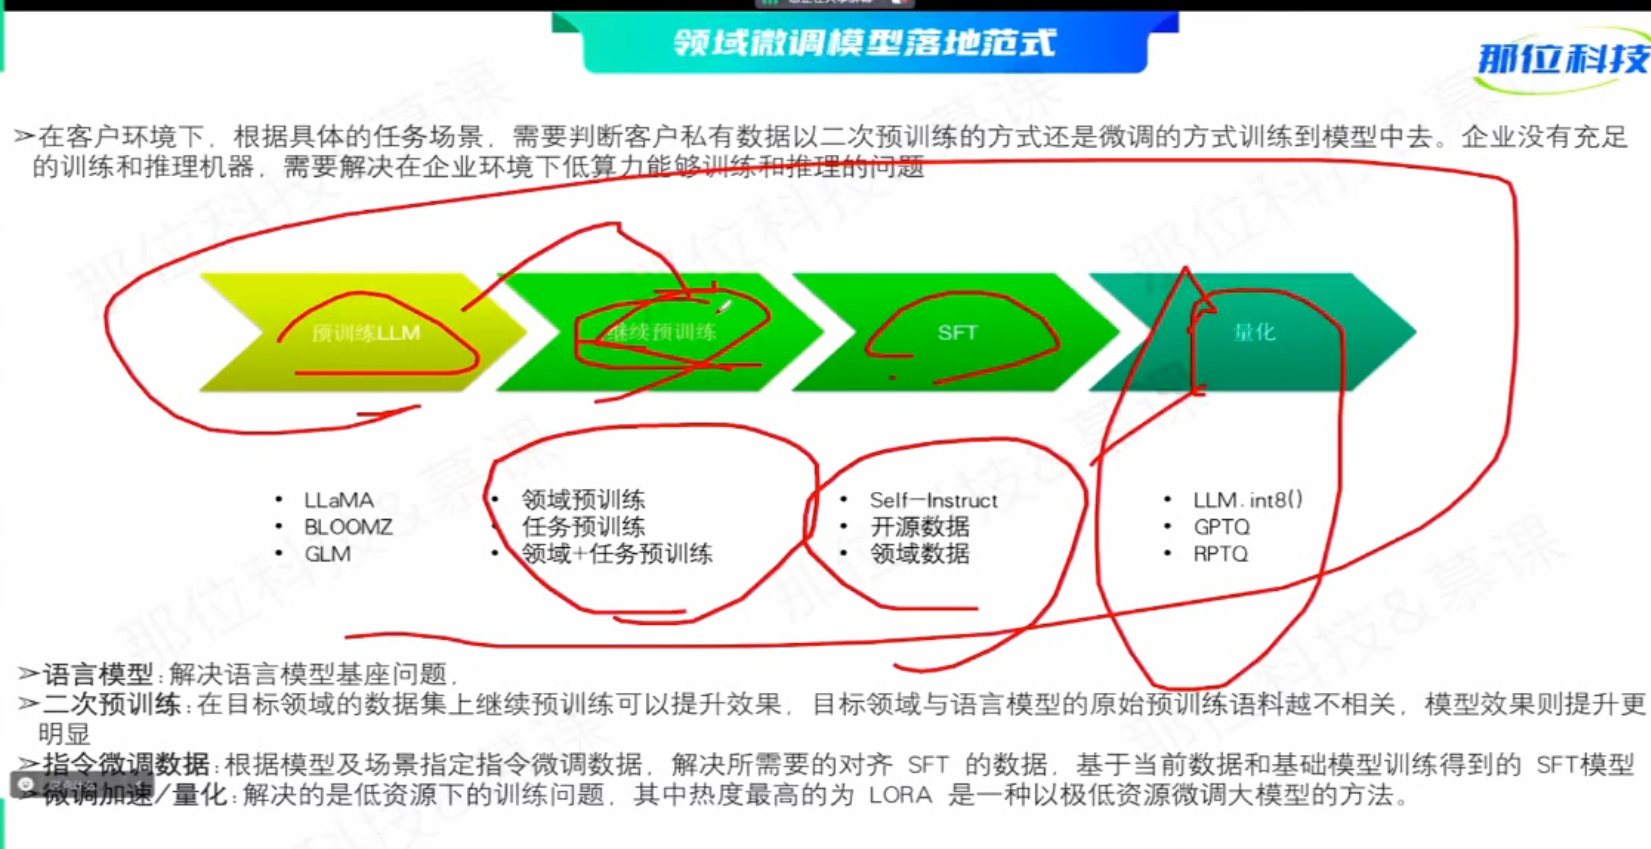 领域微调模型落地范式
那位科技
➢在客户环境下，根据具体的任务场景，需要判断客户私有数据以二次预训练的方式还是微调的方式训练到模型中去。企业没有充足
的训练和推理机器，需要解决在企业环境下低算力能够训练和推理的问题
预训练LLM
继续预训练
SFT
量化
• LLaMA
• BLOOMZ
• GLM
• 领域预训练
• 任务预训练
• 领域+任务预训练
• Self-Instruct
• 开源数据
• 领域数据
• LLM.int8()
• GPTQ
• RPTQ
➢语言模型:解决语言模型基座问题，
➢二次预训练:在目标领域的数据集上继续预训练可以提升效果，目标领域与语言模型的原始预训练语料越不相关，模型效果则提升更
明显
➢指令微调数据:根据模型及场景指定指令微调数据，解决所需要的对齐 SFT 的数据，基于当前数据和基础模型训练得到的 SFT模型
➢微调加速/量化:解决的是低资源下的训练问题，其中热度最高的为 LORA 是一种以极低资源微调大模型的方法。
那位科技&慕课